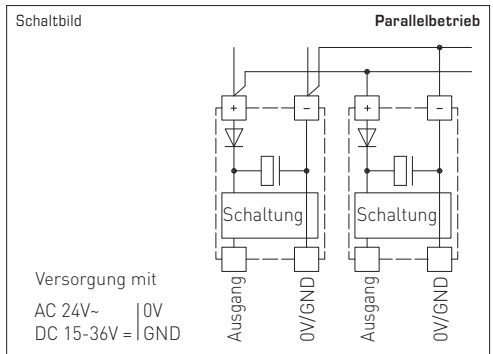 Schaltbild
Parallelbetrieb
+
−
+
−
Schaltung
Schaltung
Versorgung mit
AC 24V~ | 0V
DC 15-36V = | GND
Ausgang
0V/GND
Ausgang
0V/GND